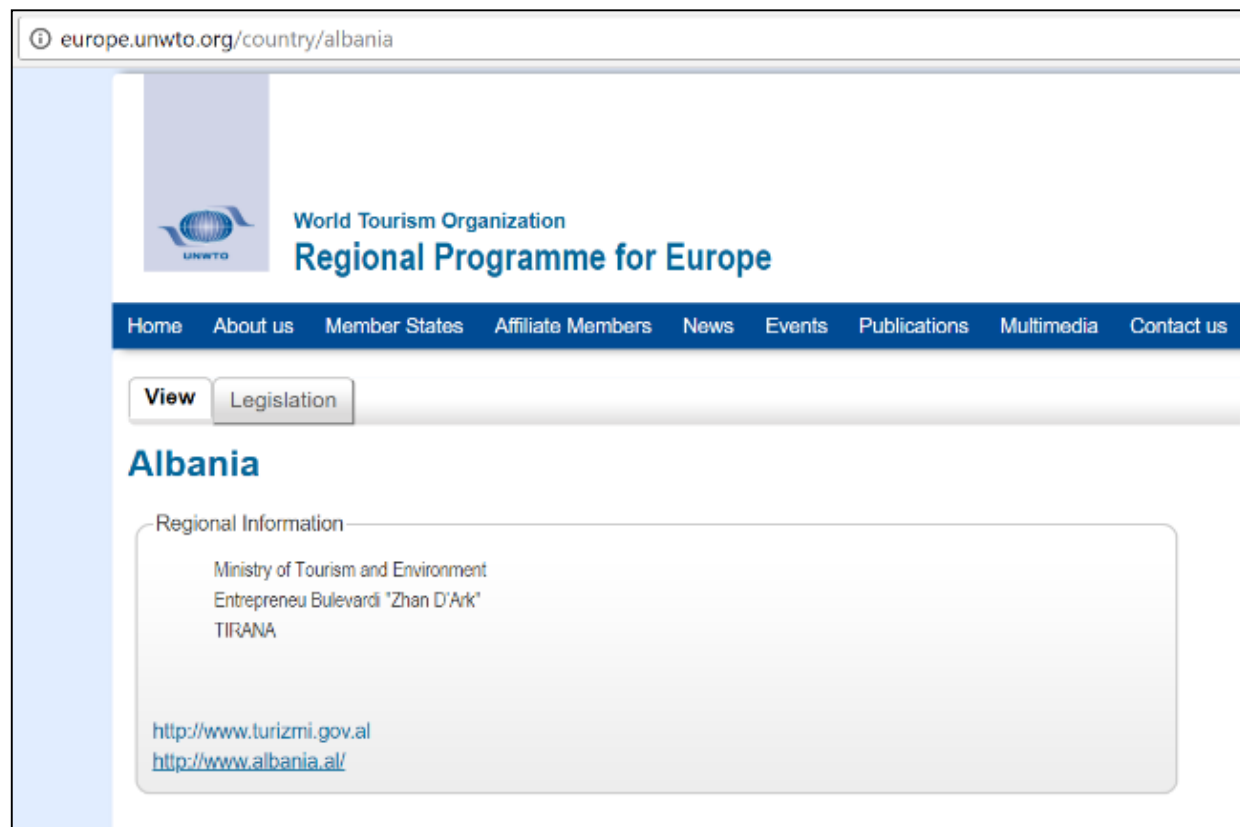 europe.unwto.org/country/albania
UNWTO
World Tourism Organization
Regional Programme for Europe
Home About us Member States Affiliate Members News Events Publications Multimedia Contact us
View Legislation
Albania
Regional Information
Ministry of Tourism and Environment
Entrepreneu Bulevardi "Zhan D'Ark"
TIRANA
http://www.turizmi.gov.al
http://www.albania.al/